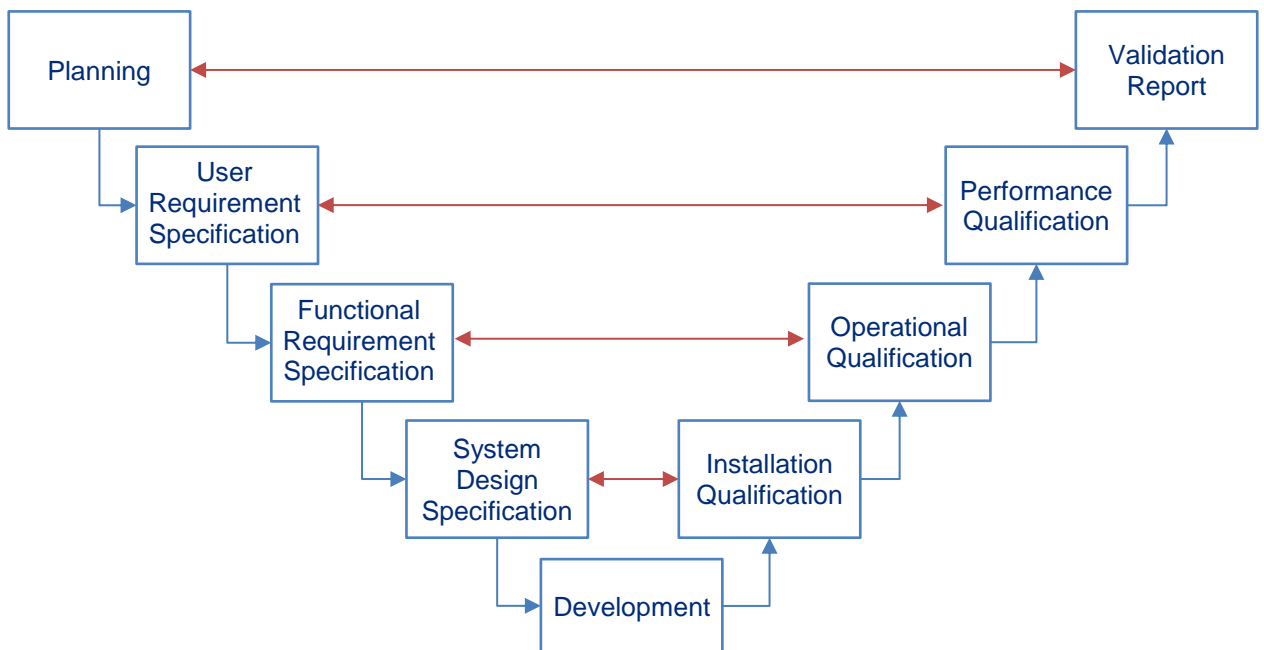 Planning
Validation
Report
User
Requirement
Specification
Performance
Qualification
Functional
Requirement
Specification
Operational
Qualification
System
Design
Specification
Installation
Qualification
Development